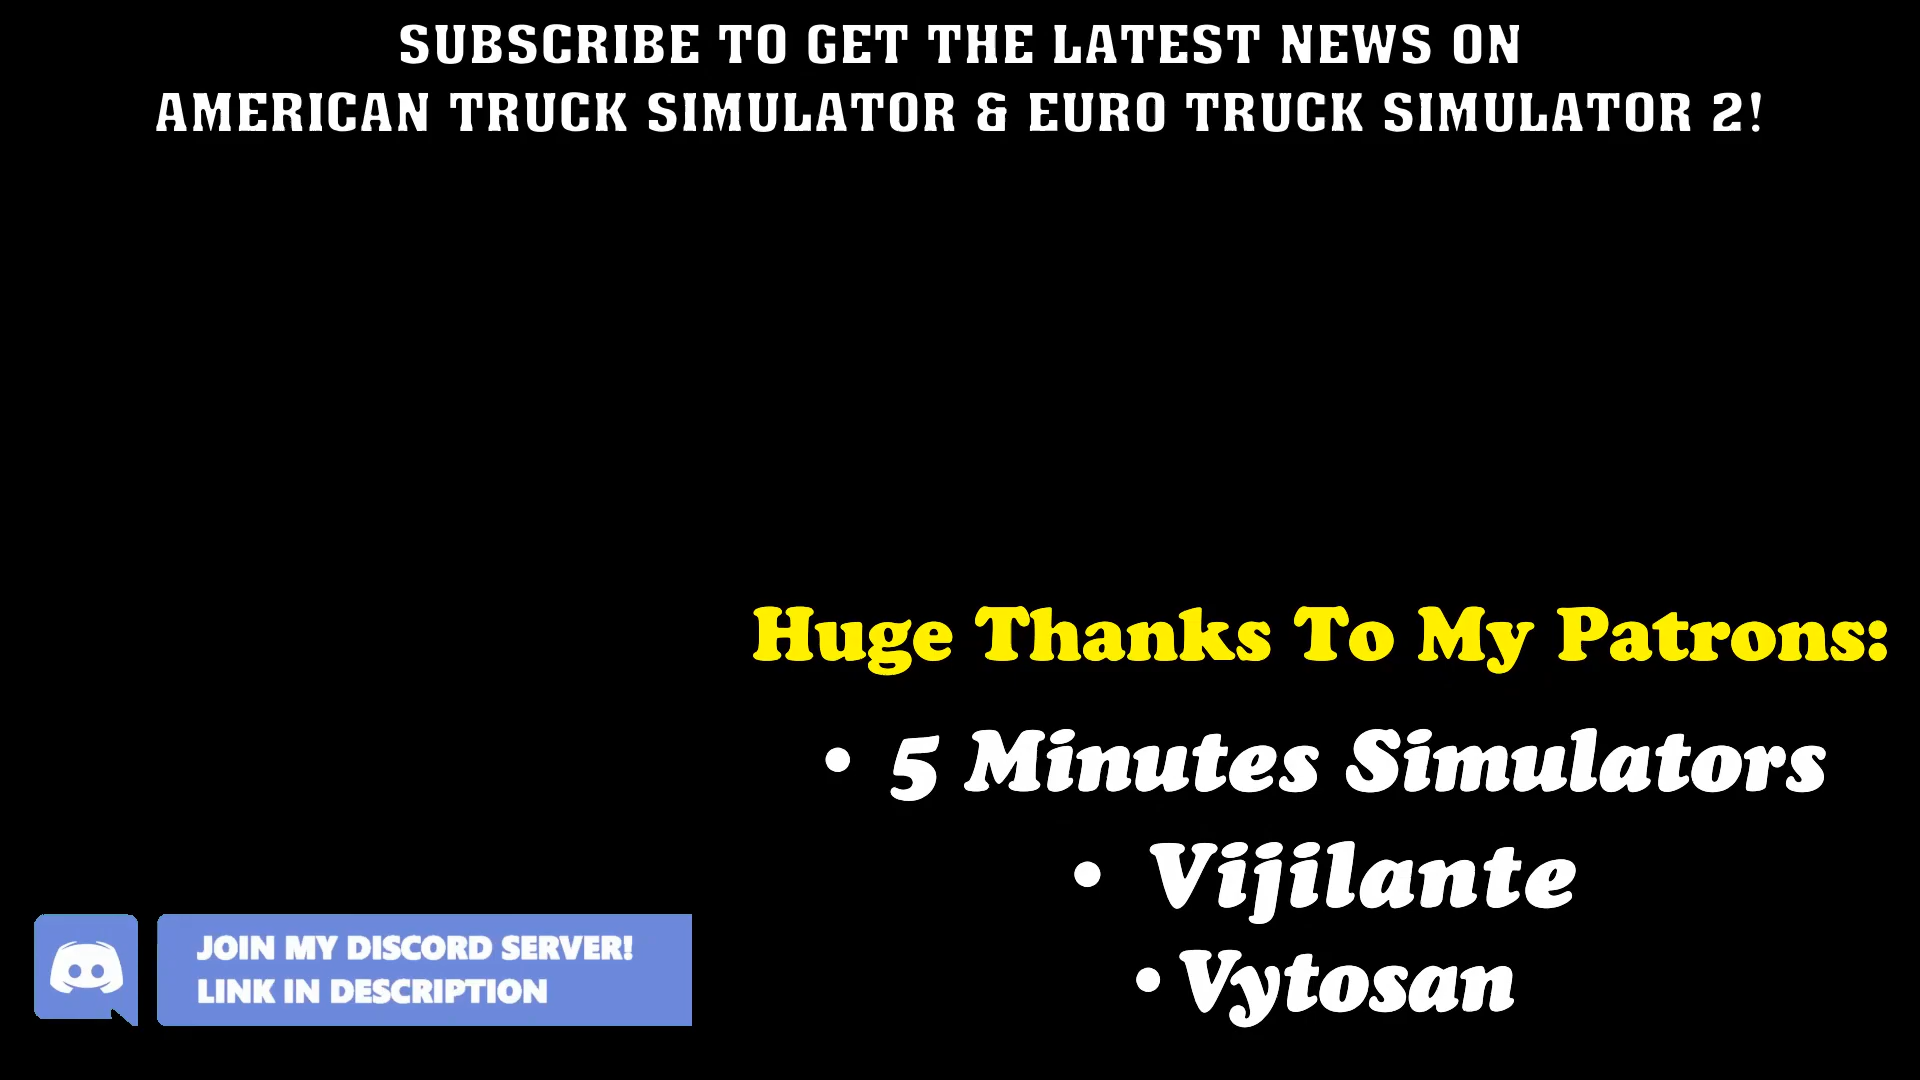 SUBSCRIBE TO GET THE LATEST NEWS ON
AMERICAN TRUCK SIMULATOR & EURO TRUCK SIMULATOR 2!
Huge Thanks To My Patrons:
• 5 Minutes Simulators
• Vijilante
• Vytosan
JOIN MY DISCORD SERVER!
LINK IN DESCRIPTION